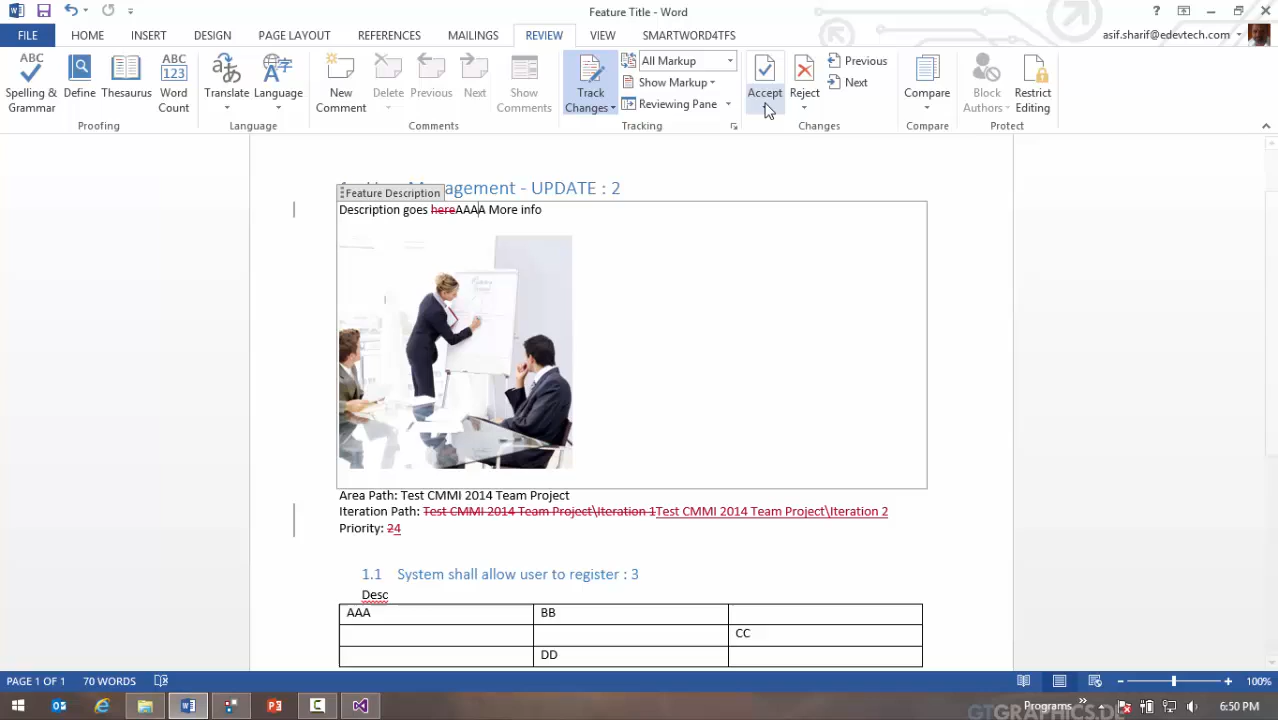 Feature Title - Word
FILE HOME INSERT DESIGN PAGE LAYOUT REFERENCES MAILINGS REVIEW VIEW SMARTWORD4TFS asif.sharif@edevtech.com
ABC Spelling & Grammar
Define
Thesaurus
ABC 123 Word Count
Translate
Language
New Comment
Delete
Previous
Next
Show Comments
Track Changes
All Markup
Show Markup
Reviewing Pane
Accept
Reject
Previous
Next
Compare
Block Authors
Restrict Editing
Proofing Language Comments Tracking Changes Compare Protect
Management - UPDATE : 2
Feature Description
Description goes hereAAAA More info
Area Path: Test CMMI 2014 Team Project
Iteration Path: Test CMMI 2014 Team Project\Iteration 1Test CMMI 2014 Team Project\Iteration 2
Priority: 24
1.1 System shall allow user to register : 3
Desc
AAA BB
CC
DD
PAGE 1 OF 1 70 WORDS 100%
Programs 6:50 PM
GTGRAPHICS.DE